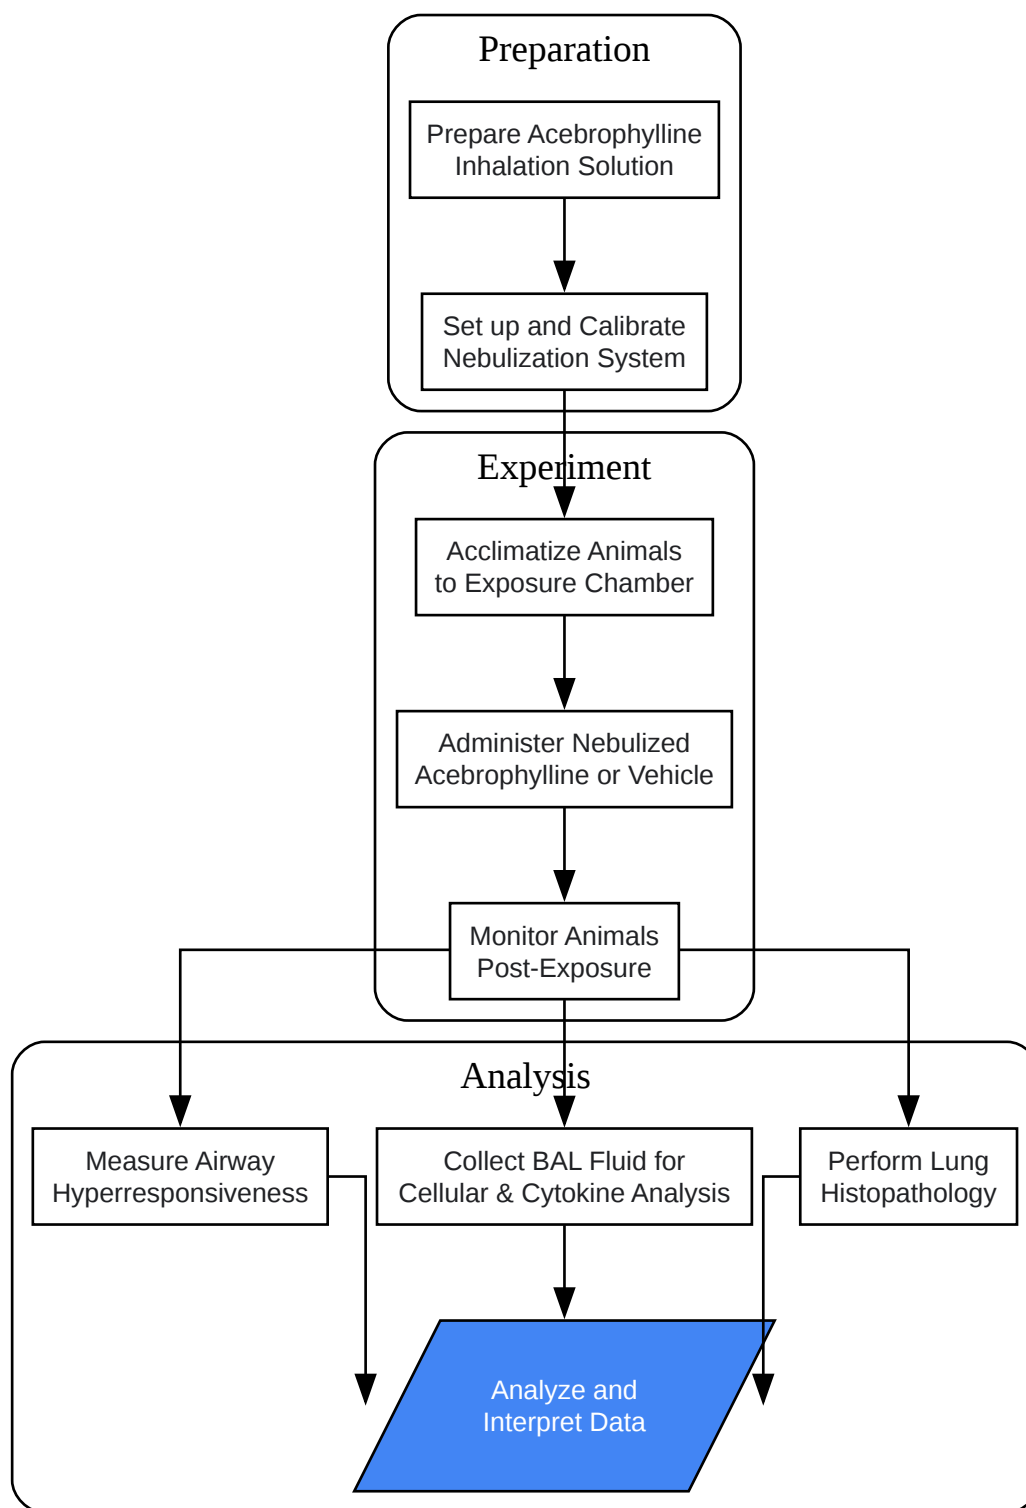 Preparation
Prepare Acebrophylline
Inhalation Solution
Set up and Calibrate
Nebulization System
Experiment
Acclimatize Animals
to Exposure Chamber
Administer Nebulized
Acebrophylline or Vehicle
Monitor Animals
Post-Exposure
Analysis
Measure Airway
Hyperresponsiveness
Collect BAL Fluid for
Cellular & Cytokine Analysis
Perform Lung
Histopathology
Analyze and
Interpret Data